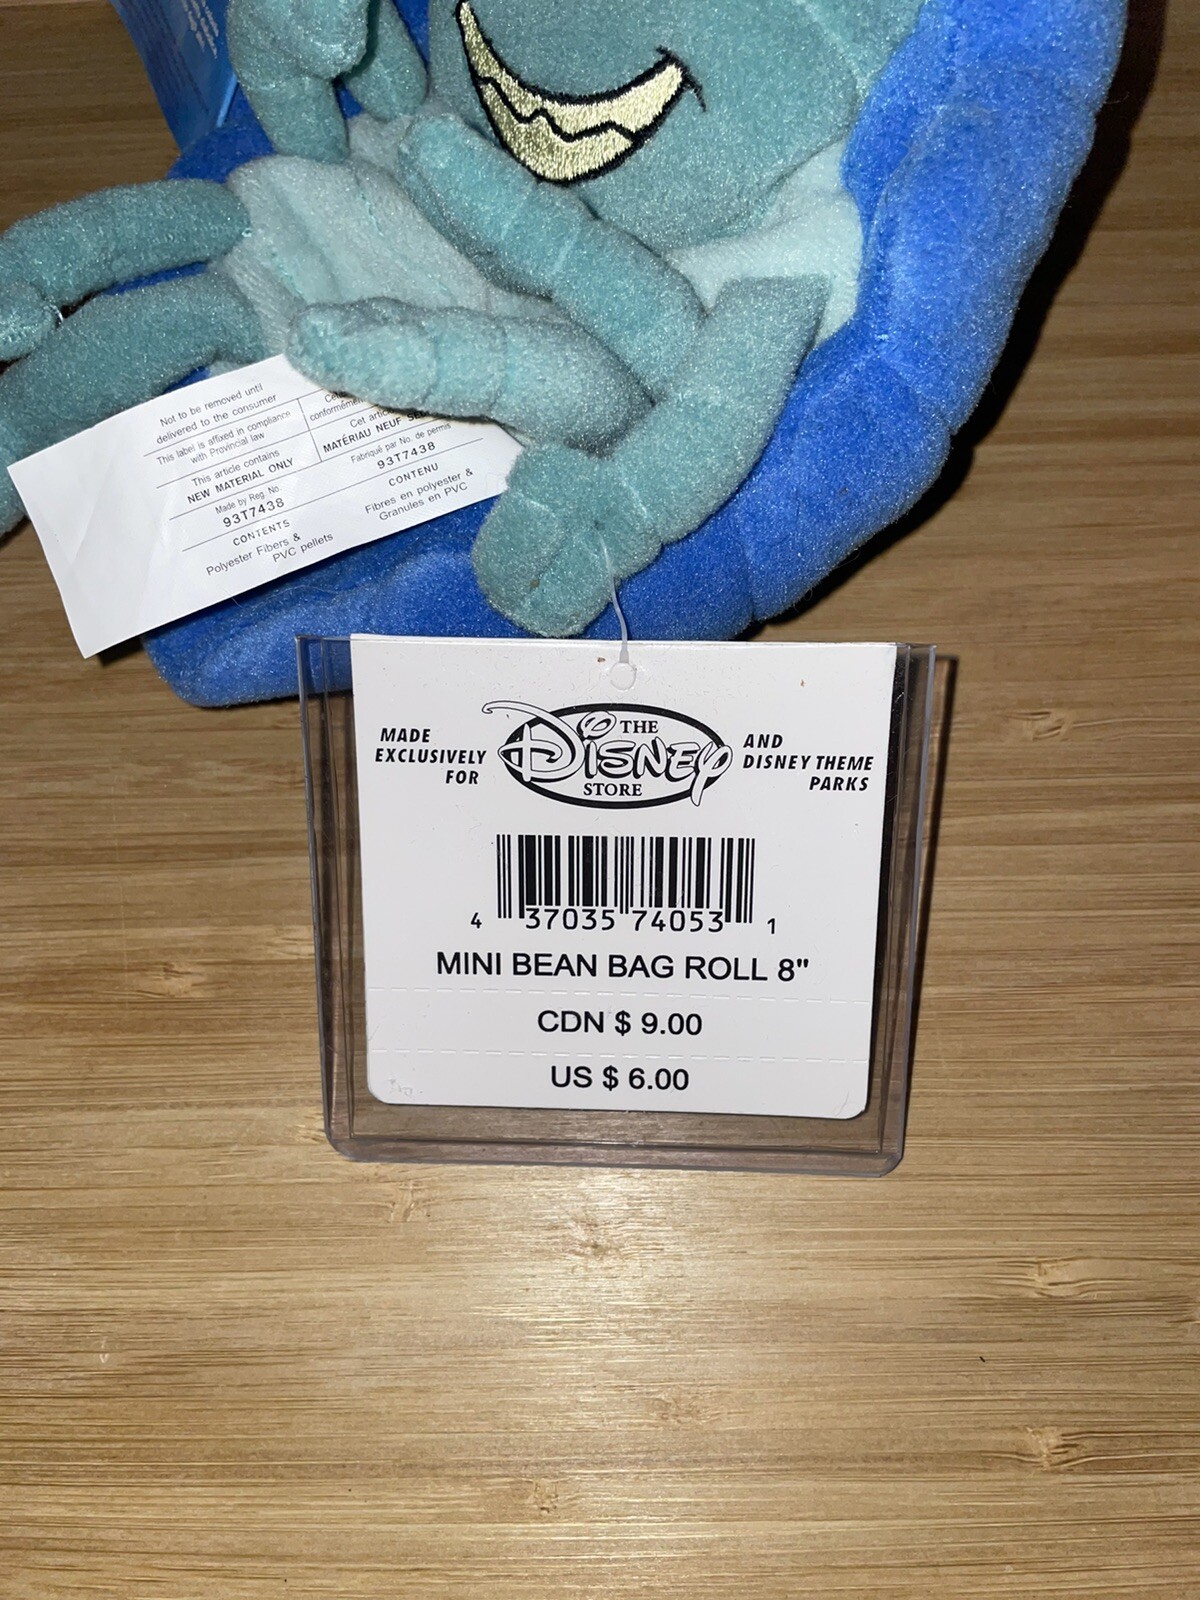 Not to be removed until
delivered to the consumer
This label is affixed in compliance
with Provincial law
This article contains
NEW MATERIAL ONLY
Made by Reg. No.
93T7438
CONTENTS
Polyester Fibers &
PVC pellets
Cet
MATÉRIAU NEUF
Fabriqué par No. de permis
93T7438
CONTENU
Fibres en polyester &
Granules en PVC
MADE
EXCLUSIVELY
FOR
THE
DISNEY
STORE
AND
DISNEY THEME
PARKS
4 37035 74053 1
MINI BEAN BAG ROLL 8"
CDN $ 9.00
US $ 6.00